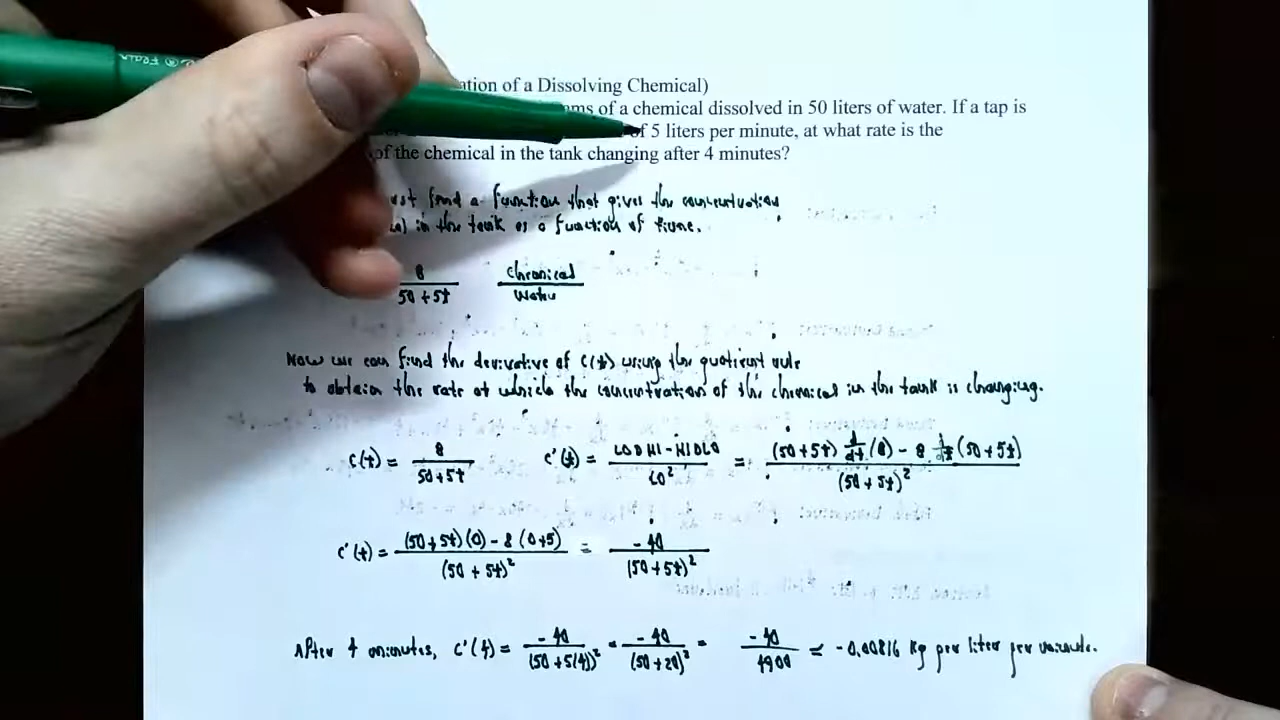 ation of a Dissolving Chemical)
ms of a chemical dissolved in 50 liters of water. If a tap is
of 5 liters per minute, at what rate is the
of the chemical in the tank changing after 4 minutes?
find a function that gives the concentration
in the tank as a function of time.
8 / 50 + 5t   Chemical / Water
Now we can find the derivative of C(t) using the quotient rule
to obtain the rate at which the concentration of the chemical in the tank is changing.
C(t) = 8 / 50+5t   C'(t) = LODHI - HIDLO / LO² = (50+5t) d/dt (8) - 8 d/dt (50+5t) / (50+5t)²
C'(t) = (50+5t)(0) - 8(0+5) / (50+5t)² = -40 / (50+5t)²
After 4 minutes, C'(4) = -40 / (50+5(4))² = -40 / (50+20)² = -40 / 4900 = -0.00816 kg per liter per minute.